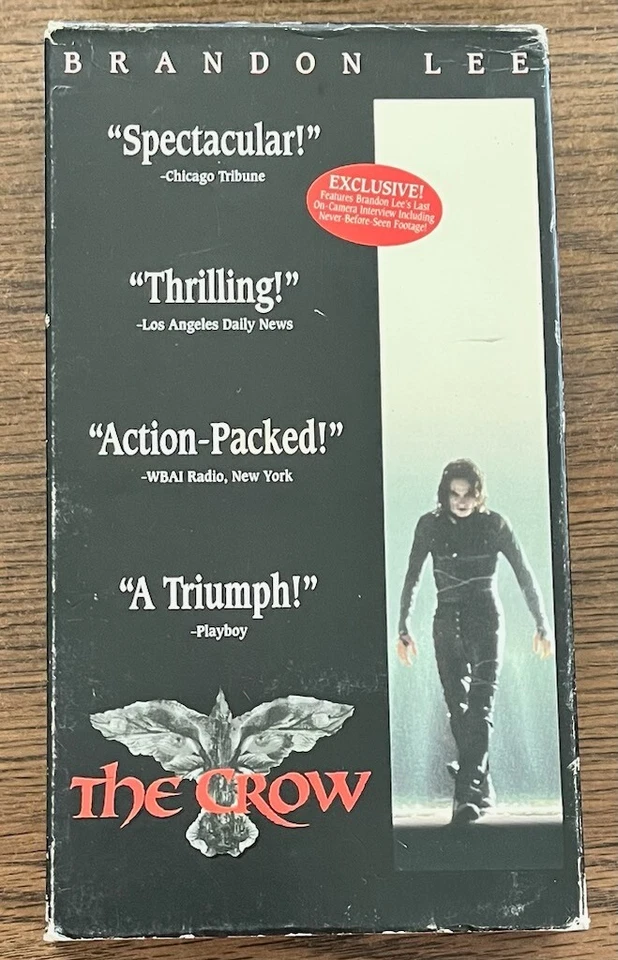 BRANDON LEE
“Spectacular!”
-Chicago Tribune
EXCLUSIVE!
Features Brandon Lee's Last
On-Camera Interview Including
Never-Before-Seen Footage!
“Thrilling!”
-Los Angeles Daily News
“Action-Packed!”
-WBAI Radio, New York
“A Triumph!”
-Playboy
THE CROW